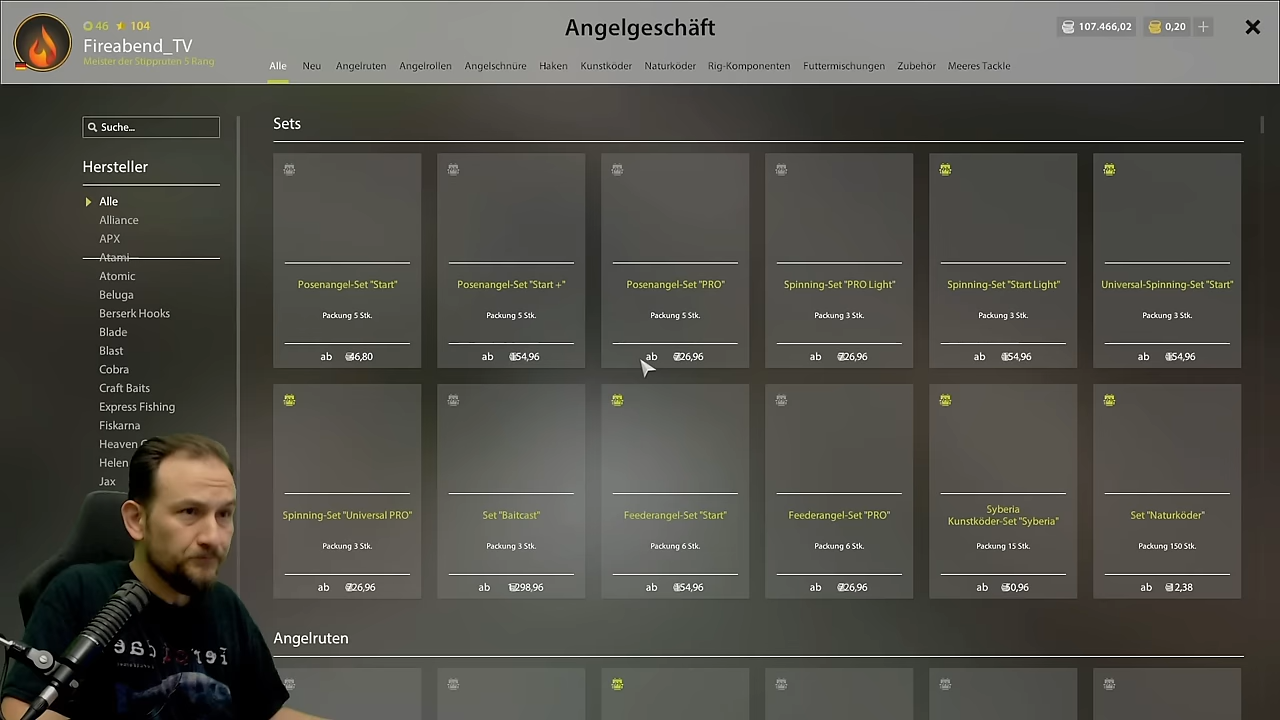 46 104
Fireabend_TV
Meister der Stippruten 5 Rang
Angelgeschäft
107.466,02
0,20
Alle Neu Angelruten Angelrollen Angelschnüre Haken Kunstköder Naturköder Rig-Komponenten Futtermischungen Zubehör Meeres Tackle
Suche...
Hersteller
Alle
Alliance
APX
Atami
Atomic
Beluga
Berserk Hooks
Blade
Blast
Cobra
Craft Baits
Express Fishing
Fiskarna
Heaven
Helen
Jax
Sets
Posenangel-Set "Start"
Packung 5 Stk.
ab 46,80
Posenangel-Set "Start +"
Packung 5 Stk.
ab 54,96
Posenangel-Set "PRO"
Packung 5 Stk.
ab 26,96
Spinning-Set "PRO Light"
Packung 3 Stk.
ab 26,96
Spinning-Set "Start Light"
Packung 3 Stk.
ab 54,96
Universal-Spinning-Set "Start"
Packung 3 Stk.
ab 54,96
Spinning-Set "Universal PRO"
Packung 3 Stk.
ab 26,96
Set "Baitcast"
Packung 3 Stk.
ab 298,96
Feederangel-Set "Start"
Packung 6 Stk.
ab 54,96
Feederangel-Set "PRO"
Packung 6 Stk.
ab 26,96
Syberia
Kunstköder-Set "Syberia"
Packung 15 Stk.
ab 50,96
Set "Naturköder"
Packung 150 Stk.
ab 12,38
Angelruten